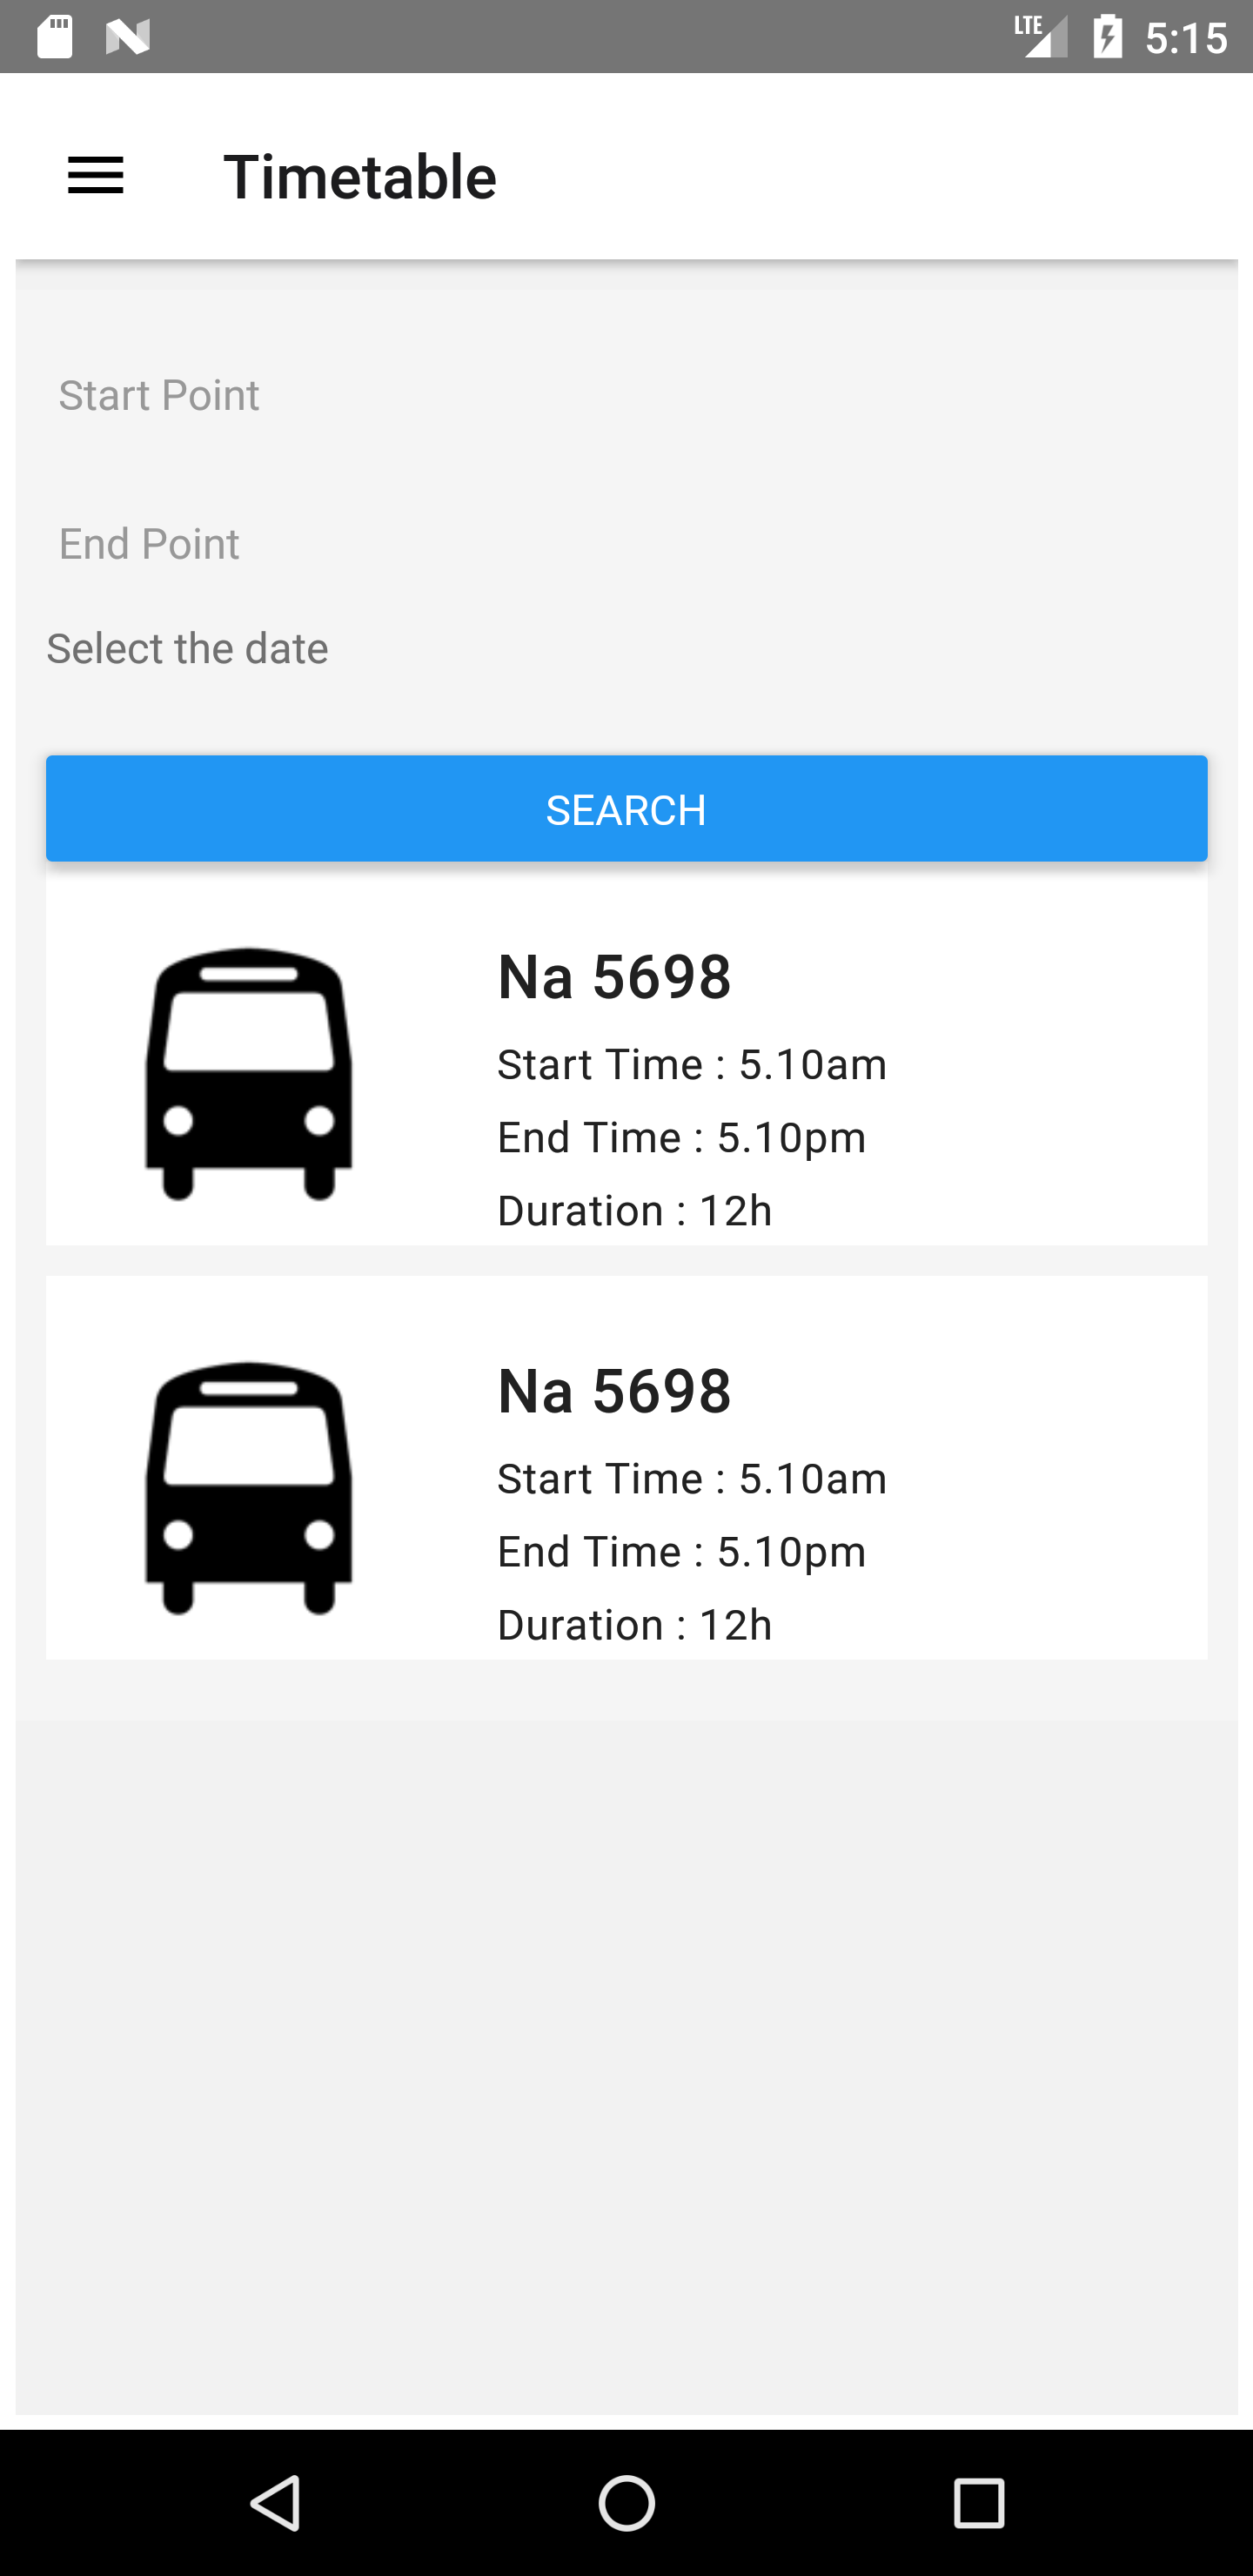 LTE 5:15
Timetable
Start Point
End Point
Select the date
SEARCH
Na 5698
Start Time : 5.10am
End Time : 5.10pm
Duration : 12h
Na 5698
Start Time : 5.10am
End Time : 5.10pm
Duration : 12h